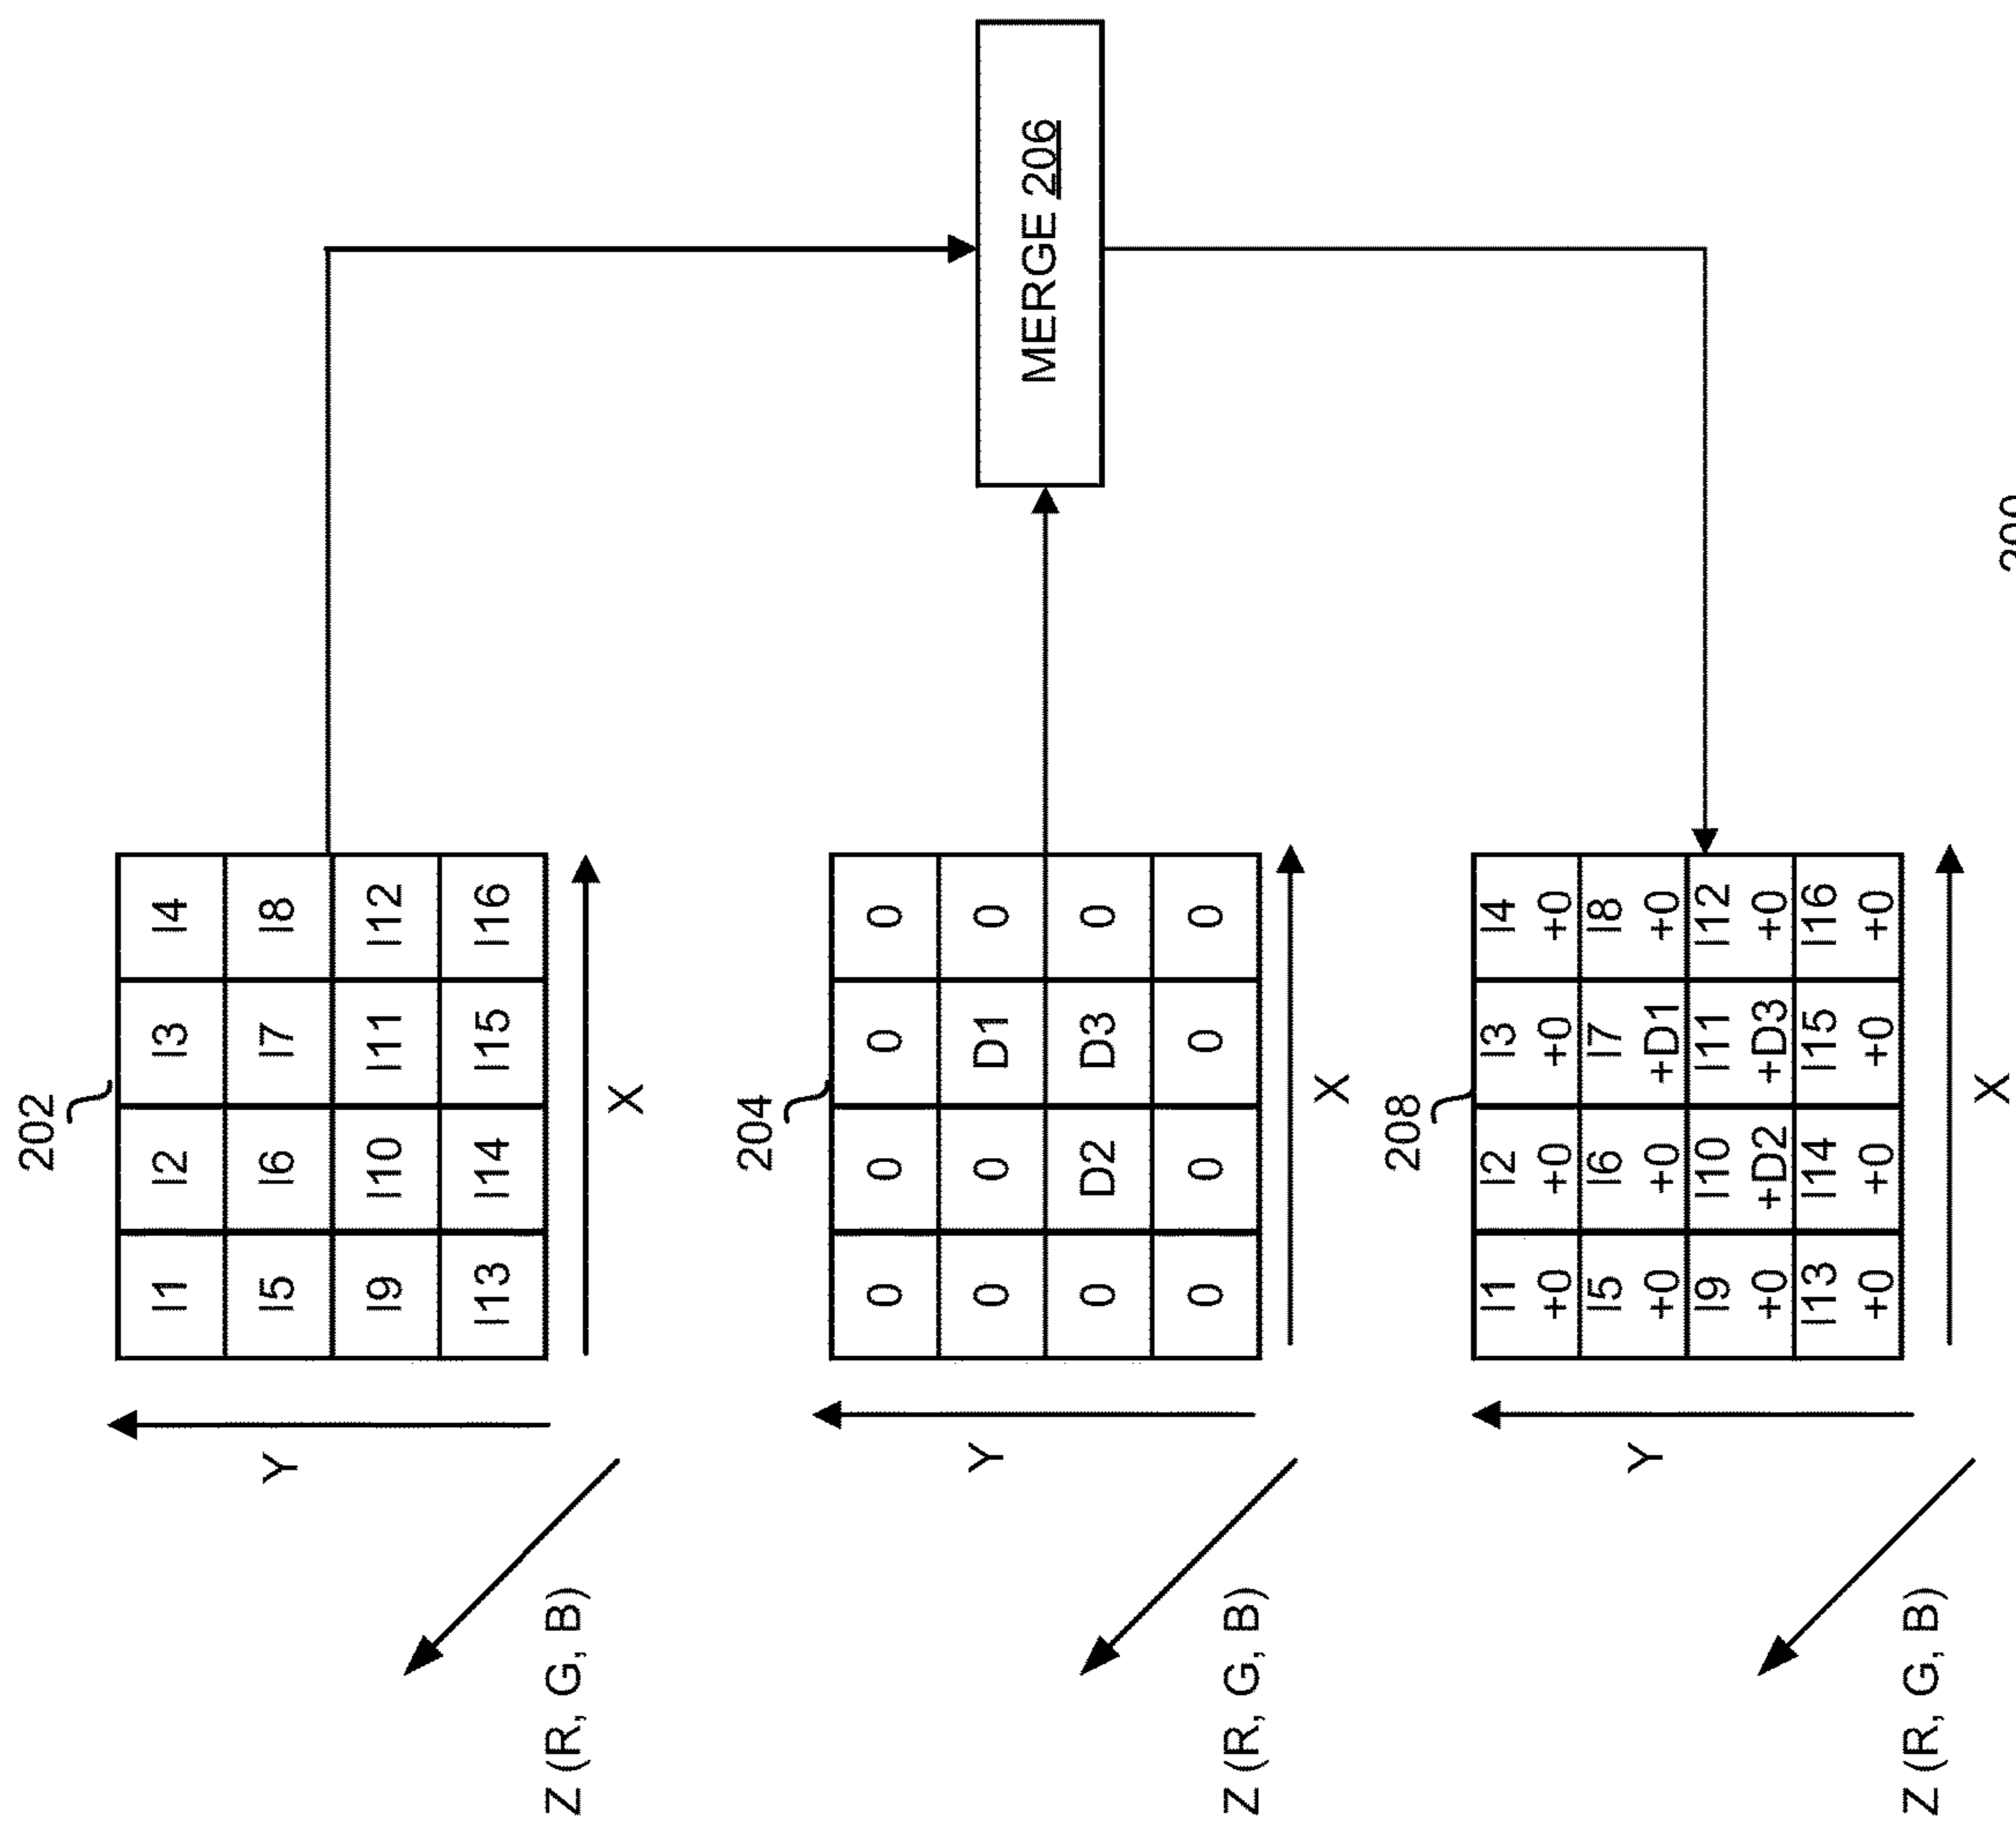 202
I1 I2 I3 I4
I5 I6 I7 I8
I9 I10 I11 I12
I13 I14 I15 I16
Y
X
Z (R, G, B)
204
0 0 0 0
0 0 D1 0
0 D2 D3 0
0 0 0 0
Y
X
Z (R, G, B)
MERGE 206
208
I1 I2 I3 I4
+0 +0 +0 +0
I5 I6 I7 I8
+0 +0 +D1 +0
I9 I10 I11 I12
+0 +D2 +D3 +0
I13 I14 I15 I16
+0 +0 +0 +0
Y
X
Z (R, G, B)